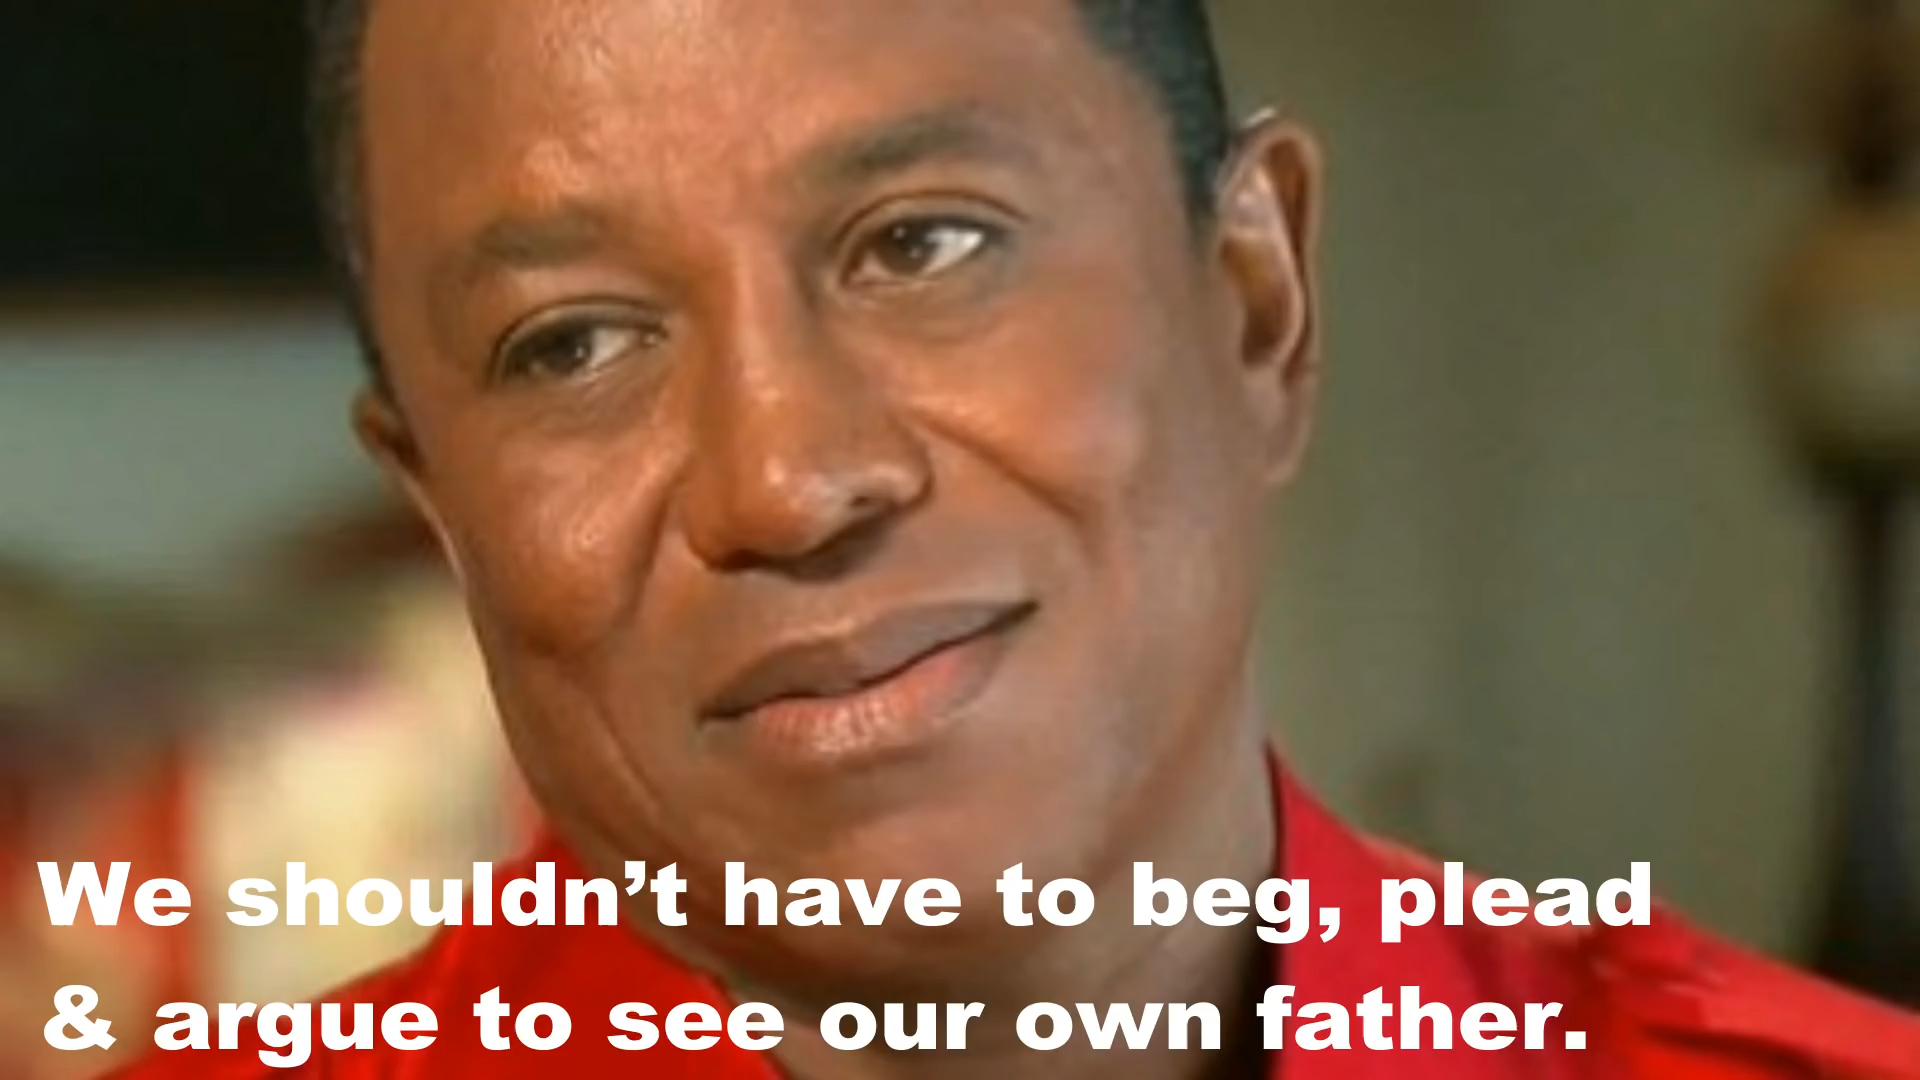 We shouldn’t have to beg, plead
& argue to see our own father.